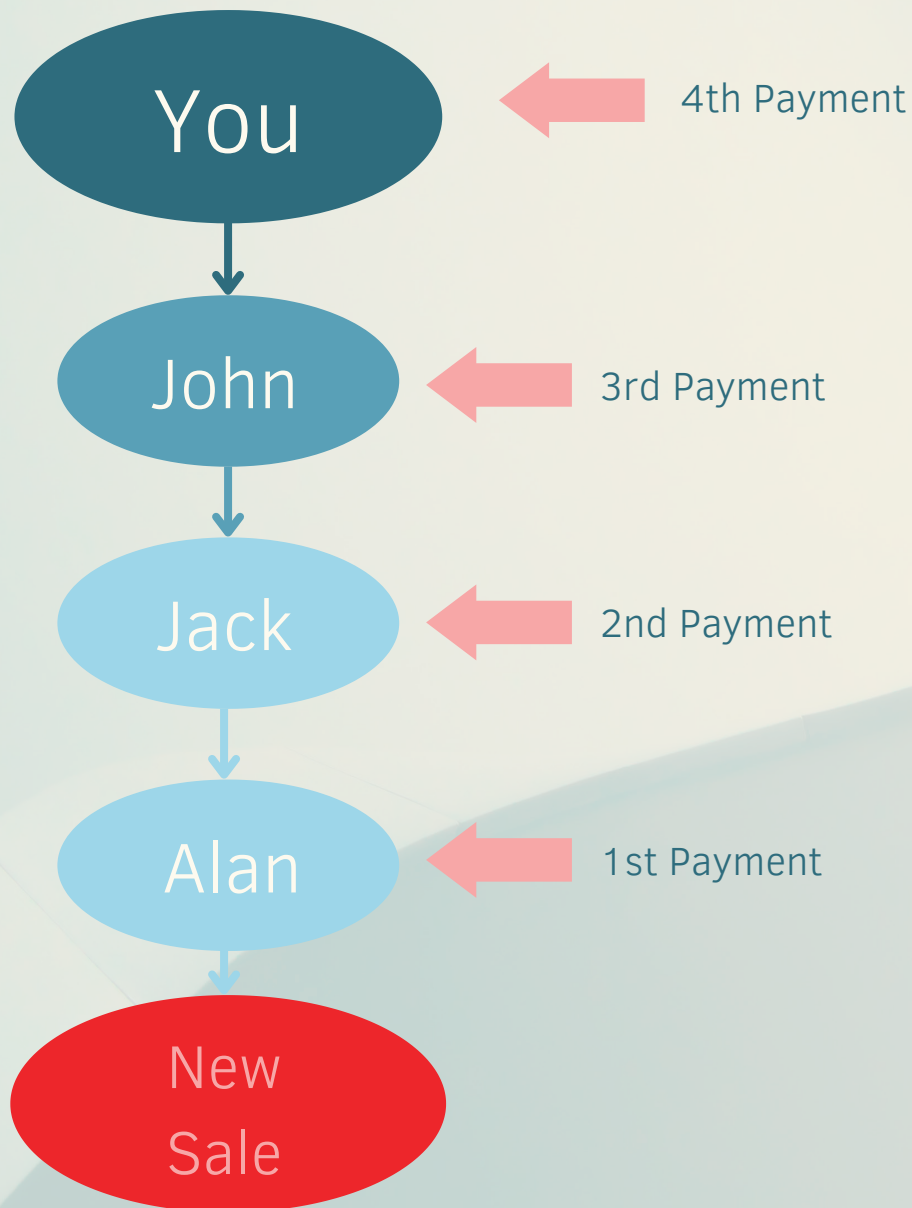 You
4th Payment
John
3rd Payment
Jack
2nd Payment
Alan
1st Payment
New
Sale